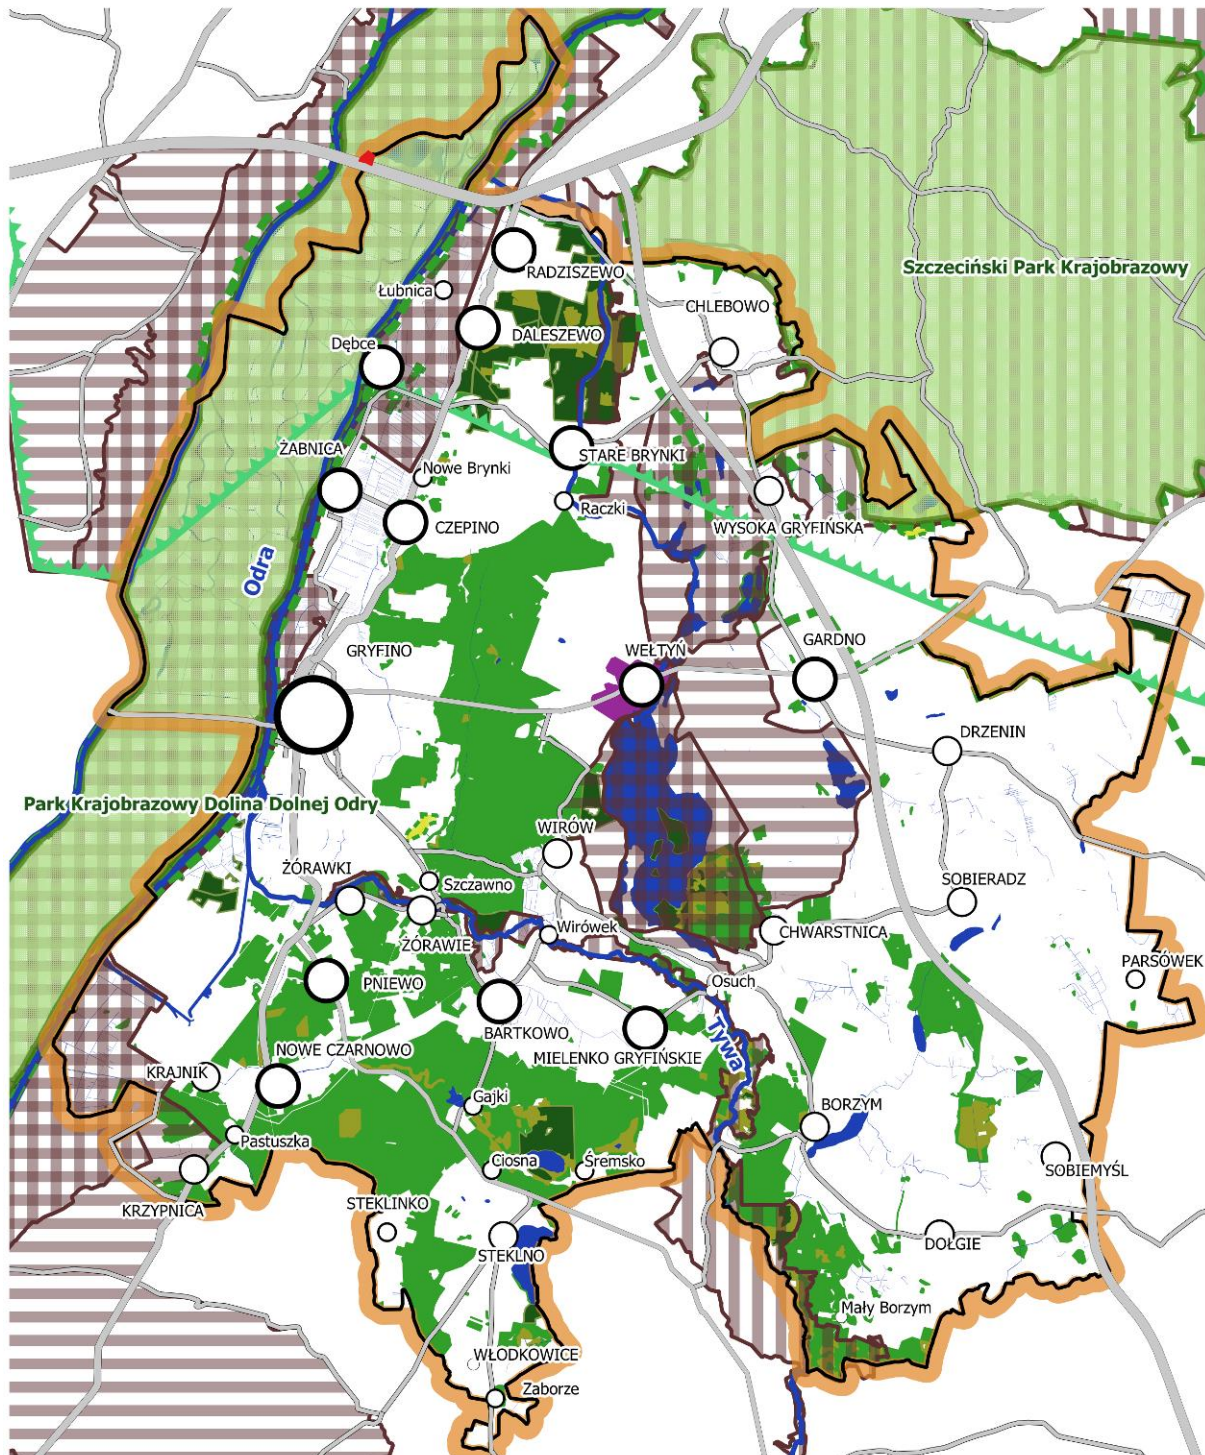 RADZISZEWO
Szczeciński Park Krajobrazowy
Łubnica
CHLEBOWO
DALESZEWO
Dębce
ŻABNICA
STARE BRYNKI
Nowe Brynki
Raczki
CZEPINO
WYSOKA GRYFIŃSKA
Odra
GRYFINO
WEŁTYŃ
GARDNO
DRZENIN
Park Krajobrazowy Dolina Dolnej Odry
WIRÓW
ŻÓRAWKI
Szczawno
SOBIERADZ
ŻÓRAWIE
Wirówek
CHWARSTNICA
PARSÓWEK
PNIEWO
Osuch
BARTKOWO
Tywa
MIELENKO GRYFIŃSKIE
NOWE CZARNOWO
KRAJNIK
Gajki
BORZYM
Pastuszka
Ciosna
Śremsko
SOBIEMYŚL
KRZYPNICA
STEKLINKO
STEKLNO
DOŁGIE
Mały Borzym
WŁODKOWICE
Zaborze